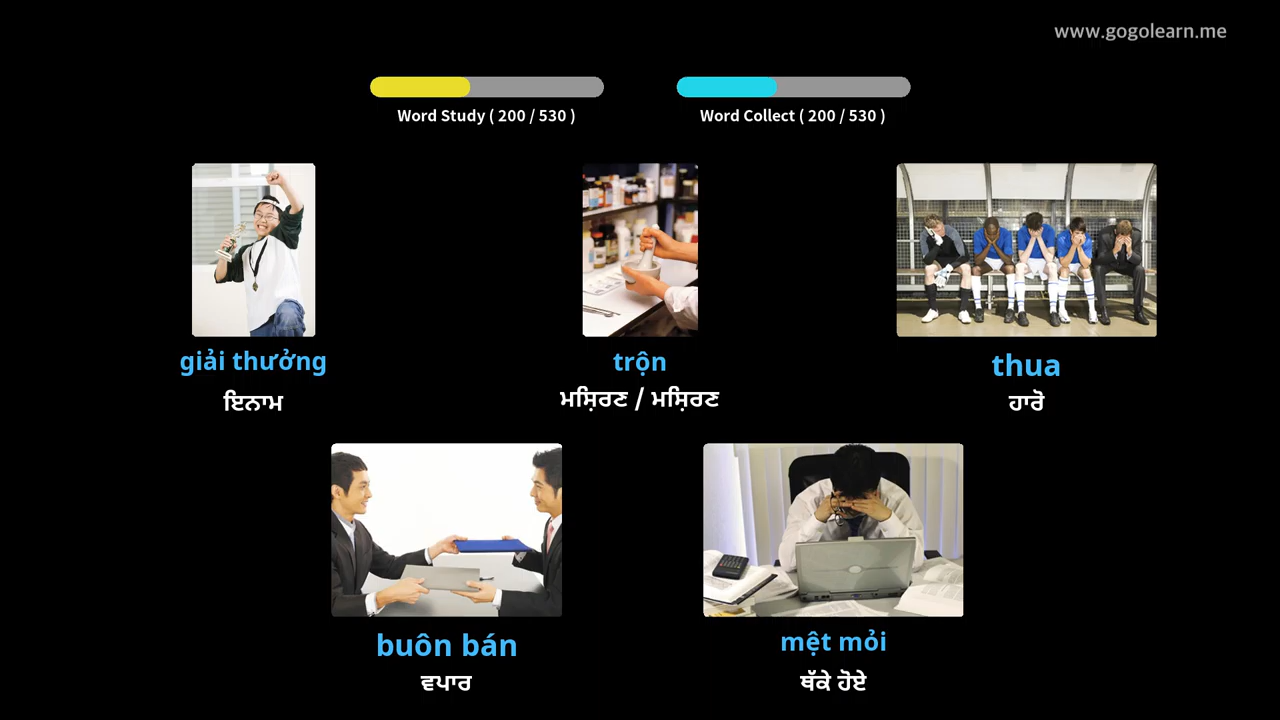 www.gogolearn.me
Word Study ( 200 / 530 )
Word Collect ( 200 / 530 )
giải thưởng
ਇਨਾਮ
trộn
ਮਸਿ਼ਰਣ / ਮਸਿ਼ਰਣ
thua
ਹਾਰੋ
buôn bán
ਵਪਾਰ
mệt mỏi
ਥੱਕੇ ਹੋਏ